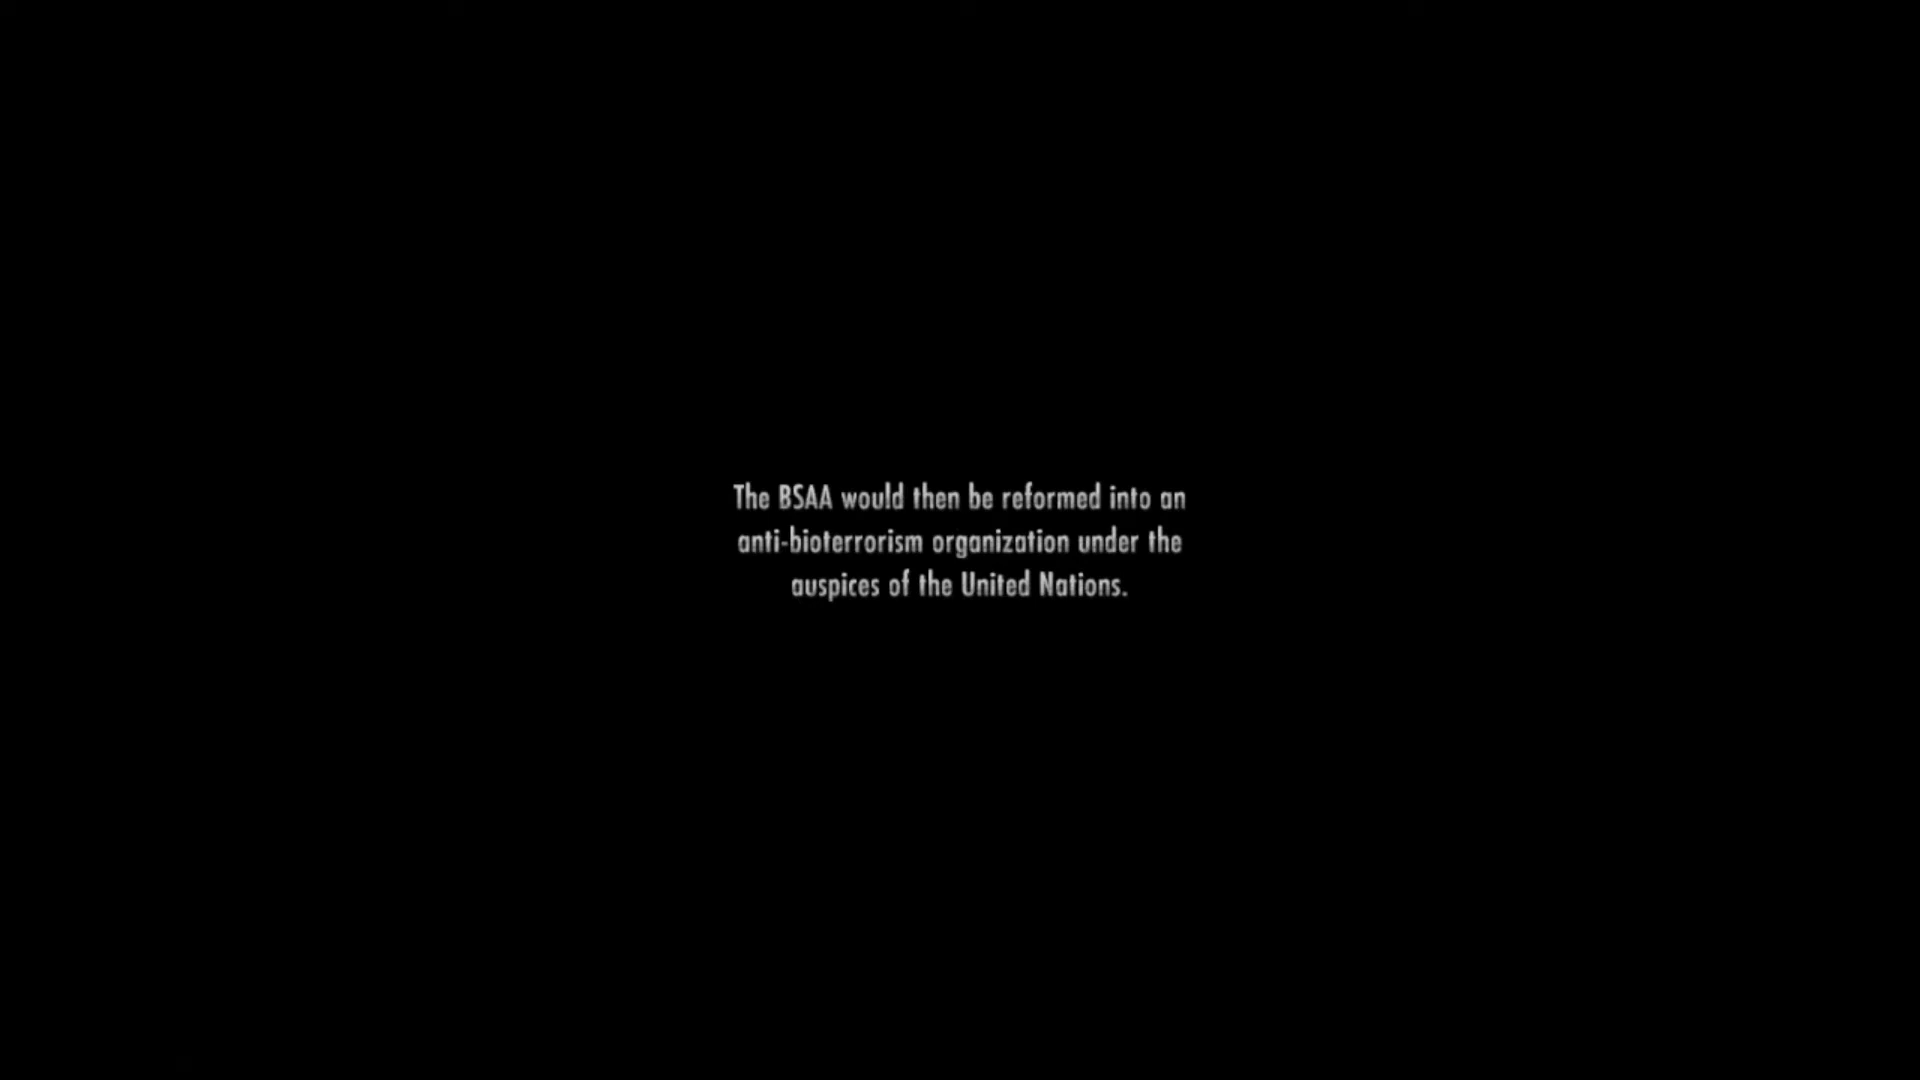 The BSAA would then be reformed into an
anti-bioterrorism organization under the
auspices of the United Nations.